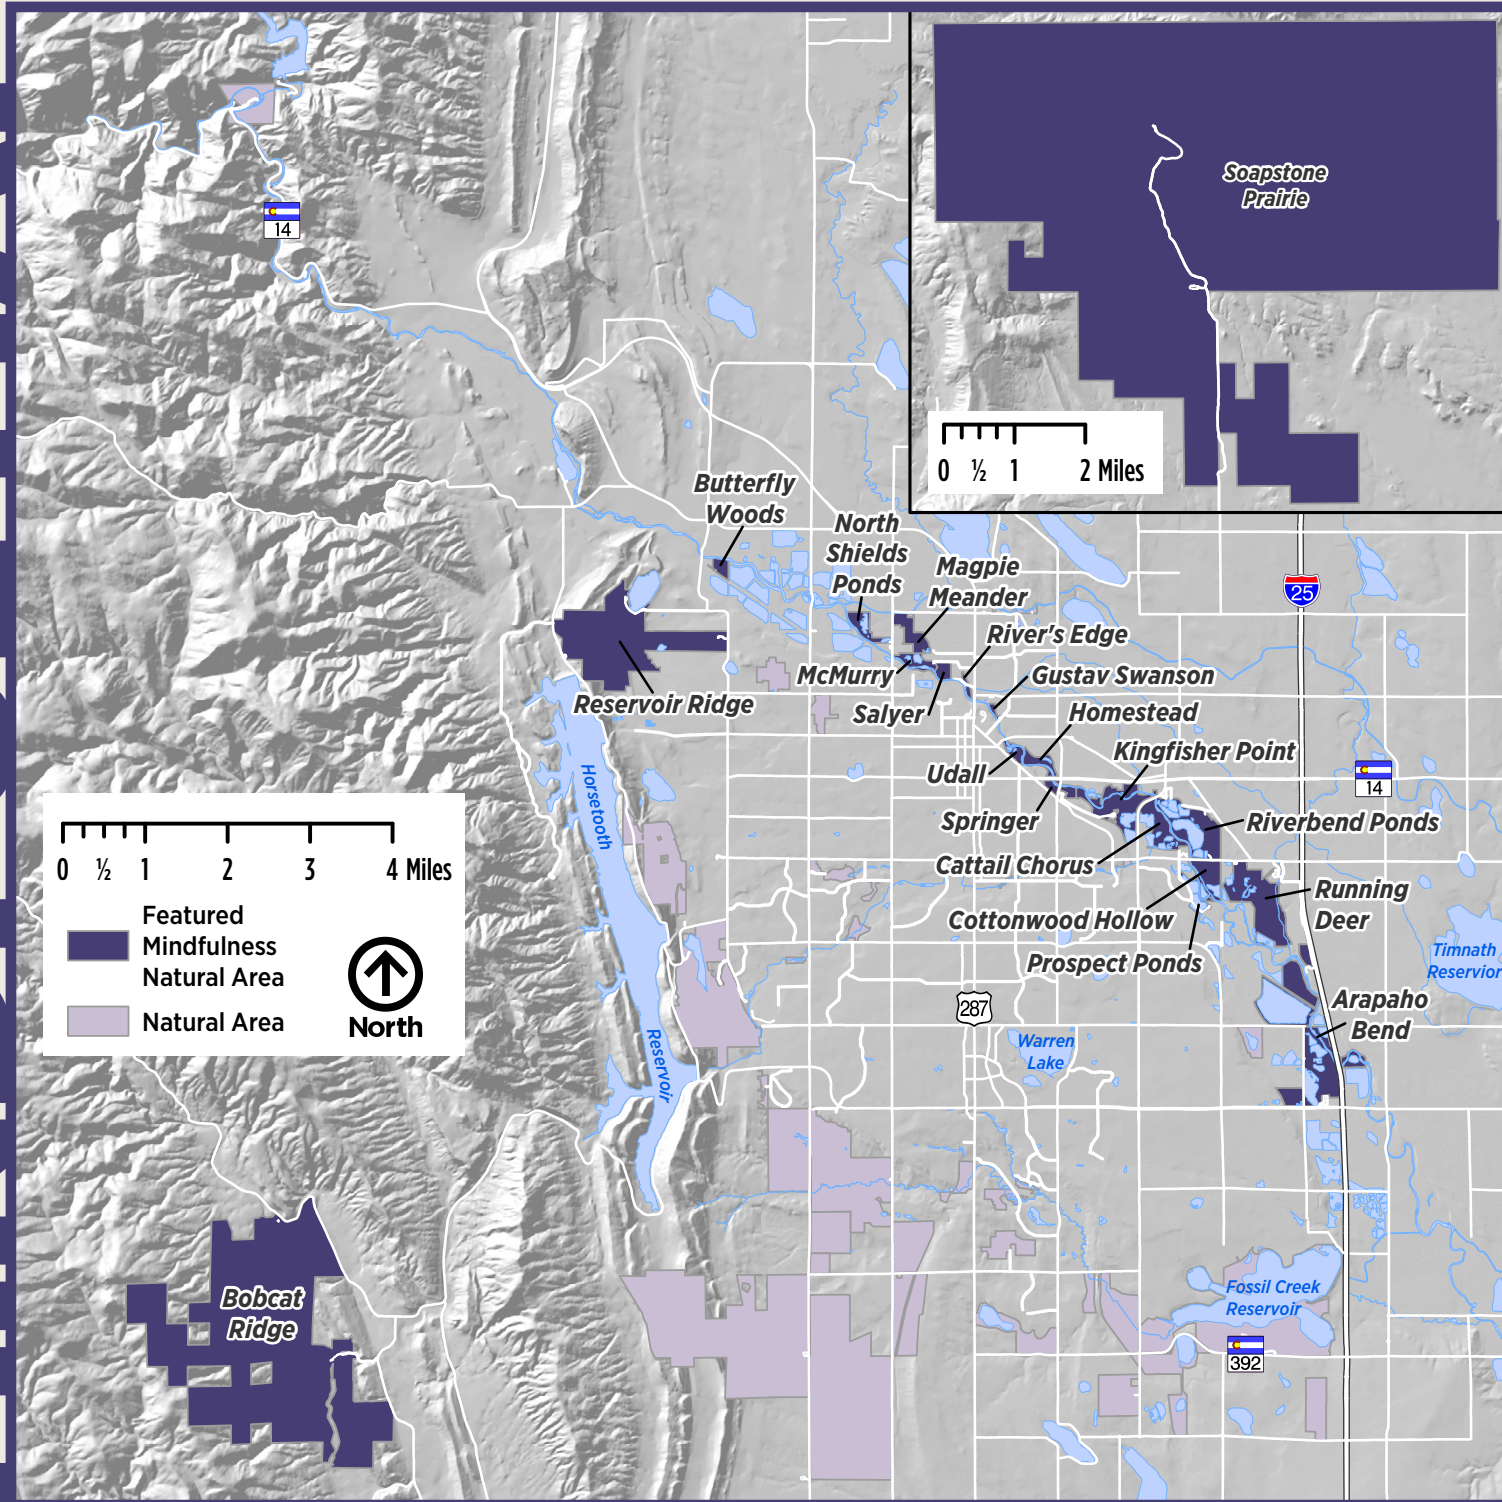 Soapstone
Prairie
0 ½ 1 2 Miles
14
Butterfly
Woods
North
Shields
Ponds
Magpie
Meander
25
River's Edge
McMurry
Gustav Swanson
Reservoir Ridge
Salyer
Homestead
Kingfisher Point
Udall
14
Springer
Riverbend Ponds
Horsetooth
Cattail Chorus
Running
Deer
Cottonwood Hollow
Prospect Ponds
Timnath
Reservior
Arapaho
Bend
287
Warren
Lake
Reservoir
0 ½ 1 2 3 4 Miles
Featured
Mindfulness
Natural Area
Natural Area
North
Bobcat
Ridge
Fossil Creek
Reservoir
392